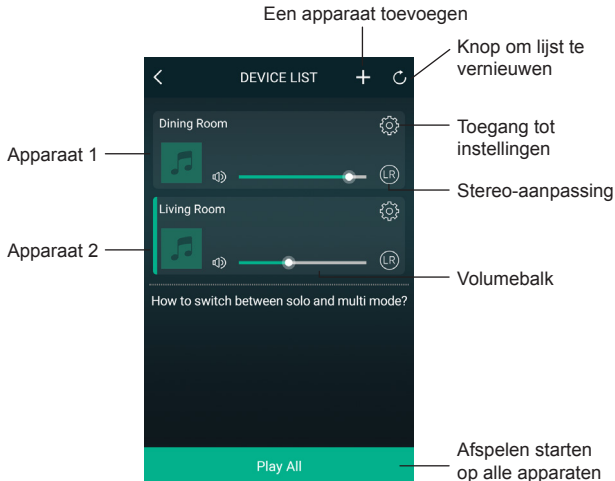 Een apparaat toevoegen
Knop om lijst te
vernieuwen
DEVICE LIST
Dining Room
Toegang tot
instellingen
Apparaat 1
LR
Stereo-aanpassing
Living Room
Apparaat 2
LR
Volumebalk
How to switch between solo and multi mode?
Play All
Afspelen starten
op alle apparaten